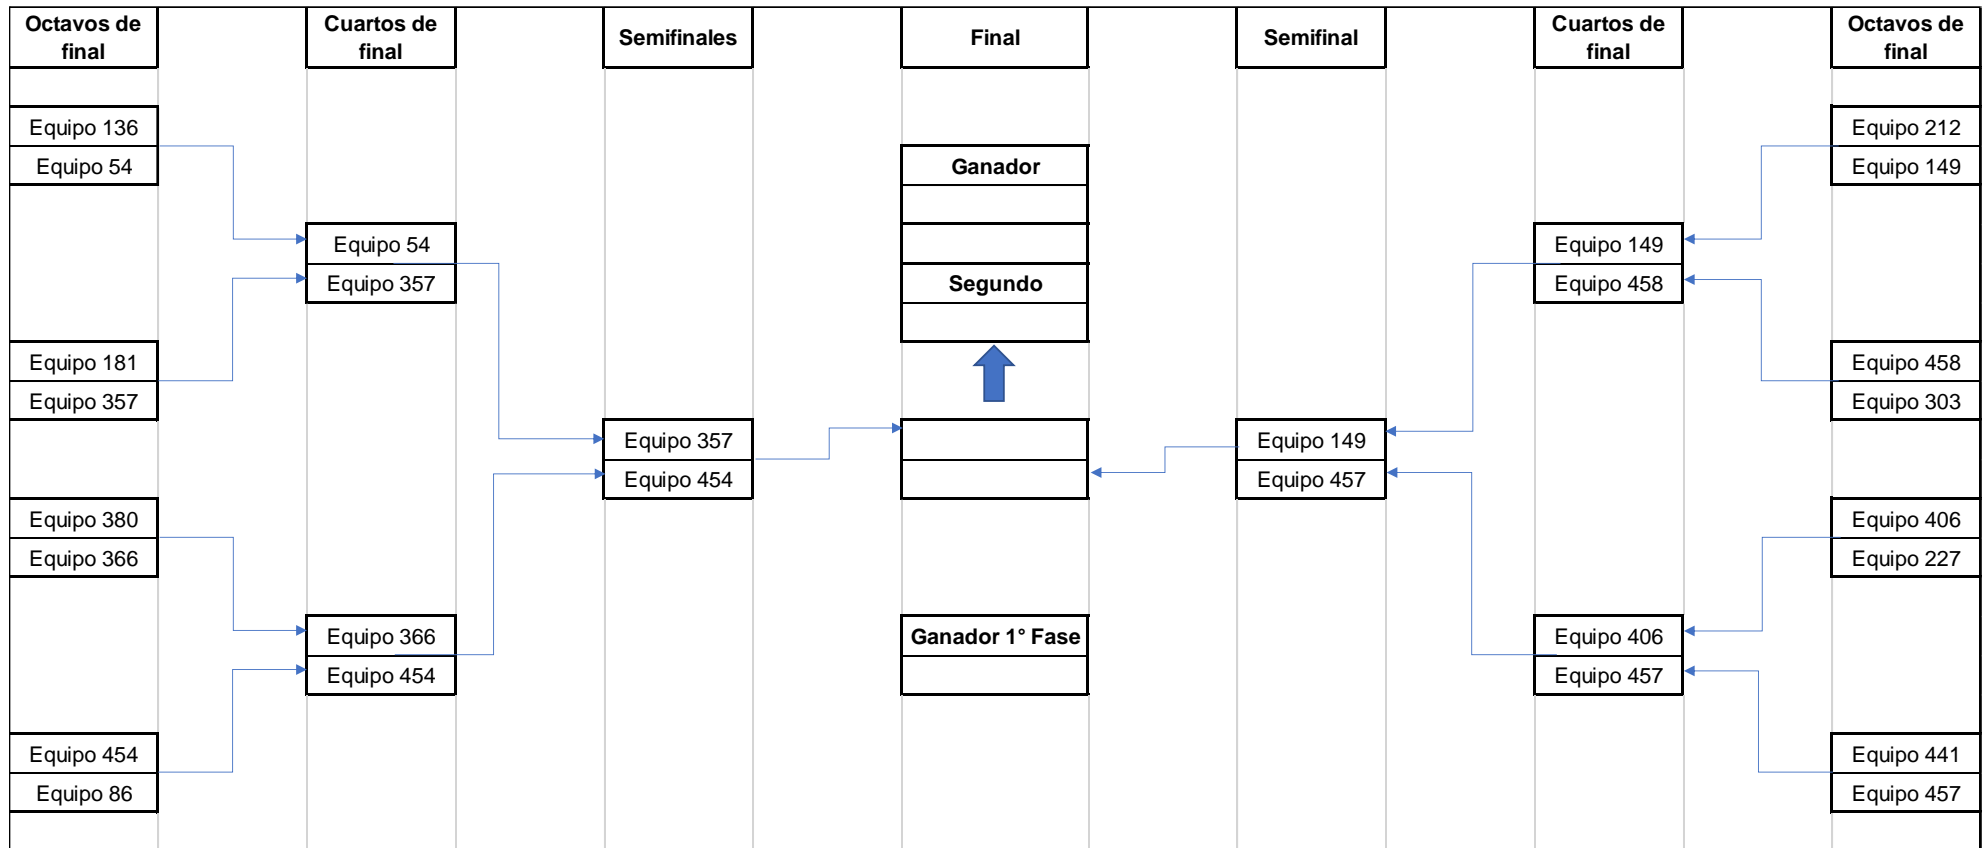 Octavos de
final
Cuartos de
final
Semifinales
Final
Semifinal
Cuartos de
final
Octavos de
final
Equipo 136
Equipo 54
Equipo 181
Equipo 357
Equipo 380
Equipo 366
Equipo 454
Equipo 86
Equipo 54
Equipo 357
Equipo 366
Equipo 454
Equipo 357
Equipo 454
Ganador
Segundo
Ganador 1° Fase
Equipo 149
Equipo 457
Equipo 149
Equipo 458
Equipo 406
Equipo 457
Equipo 212
Equipo 149
Equipo 458
Equipo 303
Equipo 406
Equipo 227
Equipo 441
Equipo 457